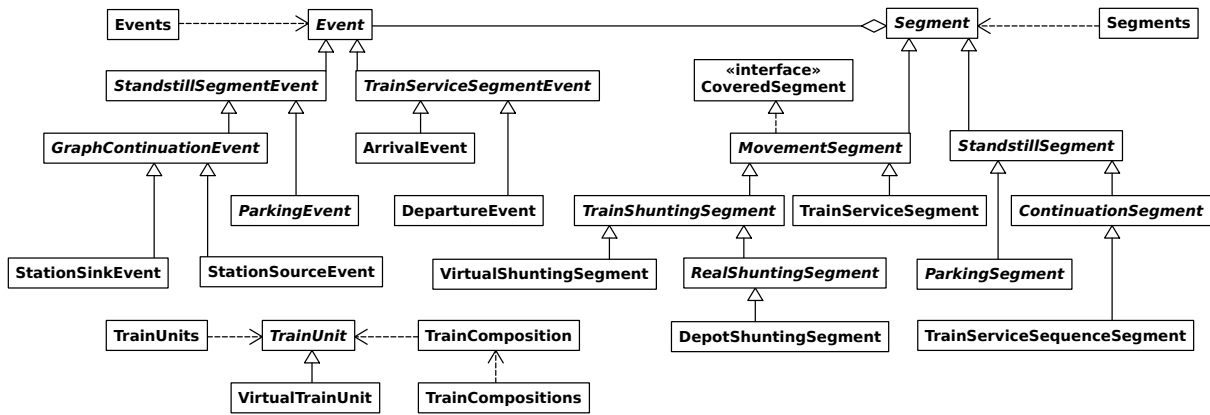 Events
Event
Segment
Segments
StandstillSegmentEvent
TrainServiceSegmentEvent
«interface»
CoveredSegment
GraphContinuationEvent
ArrivalEvent
MovementSegment
StandstillSegment
ParkingEvent
DepartureEvent
TrainShuntingSegment
TrainServiceSegment
ContinuationSegment
StationSinkEvent
StationSourceEvent
VirtualShuntingSegment
RealShuntingSegment
ParkingSegment
TrainUnits
TrainUnit
TrainComposition
DepotShuntingSegment
TrainServiceSequenceSegment
VirtualTrainUnit
TrainCompositions